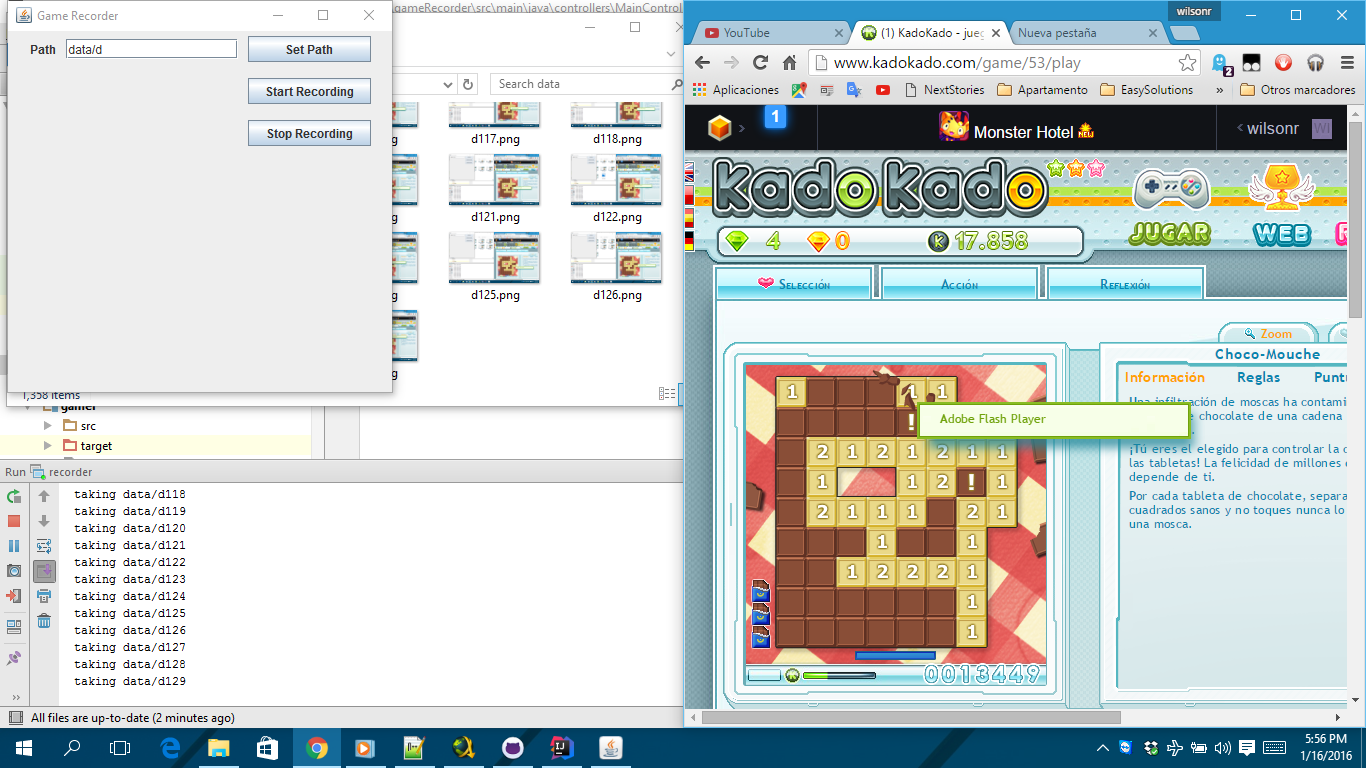 Game Recorder
Path data/d Set Path
Start Recording
Stop Recording
.gameRecorder\src\main\java\controllers\MainControl
Search data
d117.png d118.png
d121.png d122.png
d125.png d126.png
1,358 items
gamer
src
target
Run recorder
taking data/d118
taking data/d119
taking data/d120
taking data/d121
taking data/d122
taking data/d123
taking data/d124
taking data/d125
taking data/d126
taking data/d127
taking data/d128
taking data/d129
All files are up-to-date (2 minutes ago)
wilsonr
YouTube (1) KadoKado - jueg Nueva pestaña
www.kadokado.com/game/53/play
2
Aplicaciones NextStories Apartamento EasySolutions » Otros marcadores
1 Monster Hotel NEW wilsonr WI
KadoKado
4 0 K 17.858
JUGAR WEB
Selección Acción Reflexión
Zoom
Choco-Mouche
Información Reglas Puntu
Una infiltración de moscas ha contami
e chocolate de una cadena
Adobe Flash Player
¡Tú eres el elegido para controlar la c
las tabletas! La felicidad de millones d
depende de ti.
Por cada tableta de chocolate, separa
cuadrados sanos y no toques nunca lo
una mosca.
1 1 1
!
2 1 2 1 2 1 1
1 1 2 ! 1
2 1 1 1 2 1
1 1
1 2 2 2 1
1
1
0013449
5:56 PM
1/16/2016